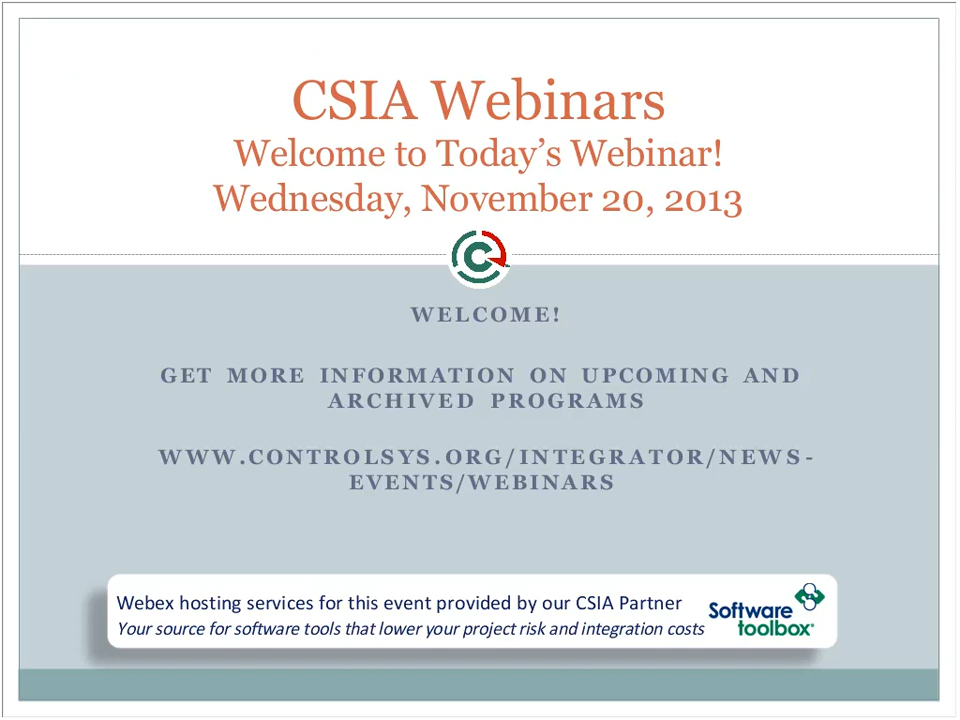 CSIA Webinars
Welcome to Today’s Webinar!
Wednesday, November 20, 2013
WELCOME!
GET MORE INFORMATION ON UPCOMING AND
ARCHIVED PROGRAMS
WWW.CONTROLSYS.ORG/INTEGRATOR/NEWS-
EVENTS/WEBINARS
Webex hosting services for this event provided by our CSIA Partner
Your source for software tools that lower your project risk and integration costs
Software
toolbox®